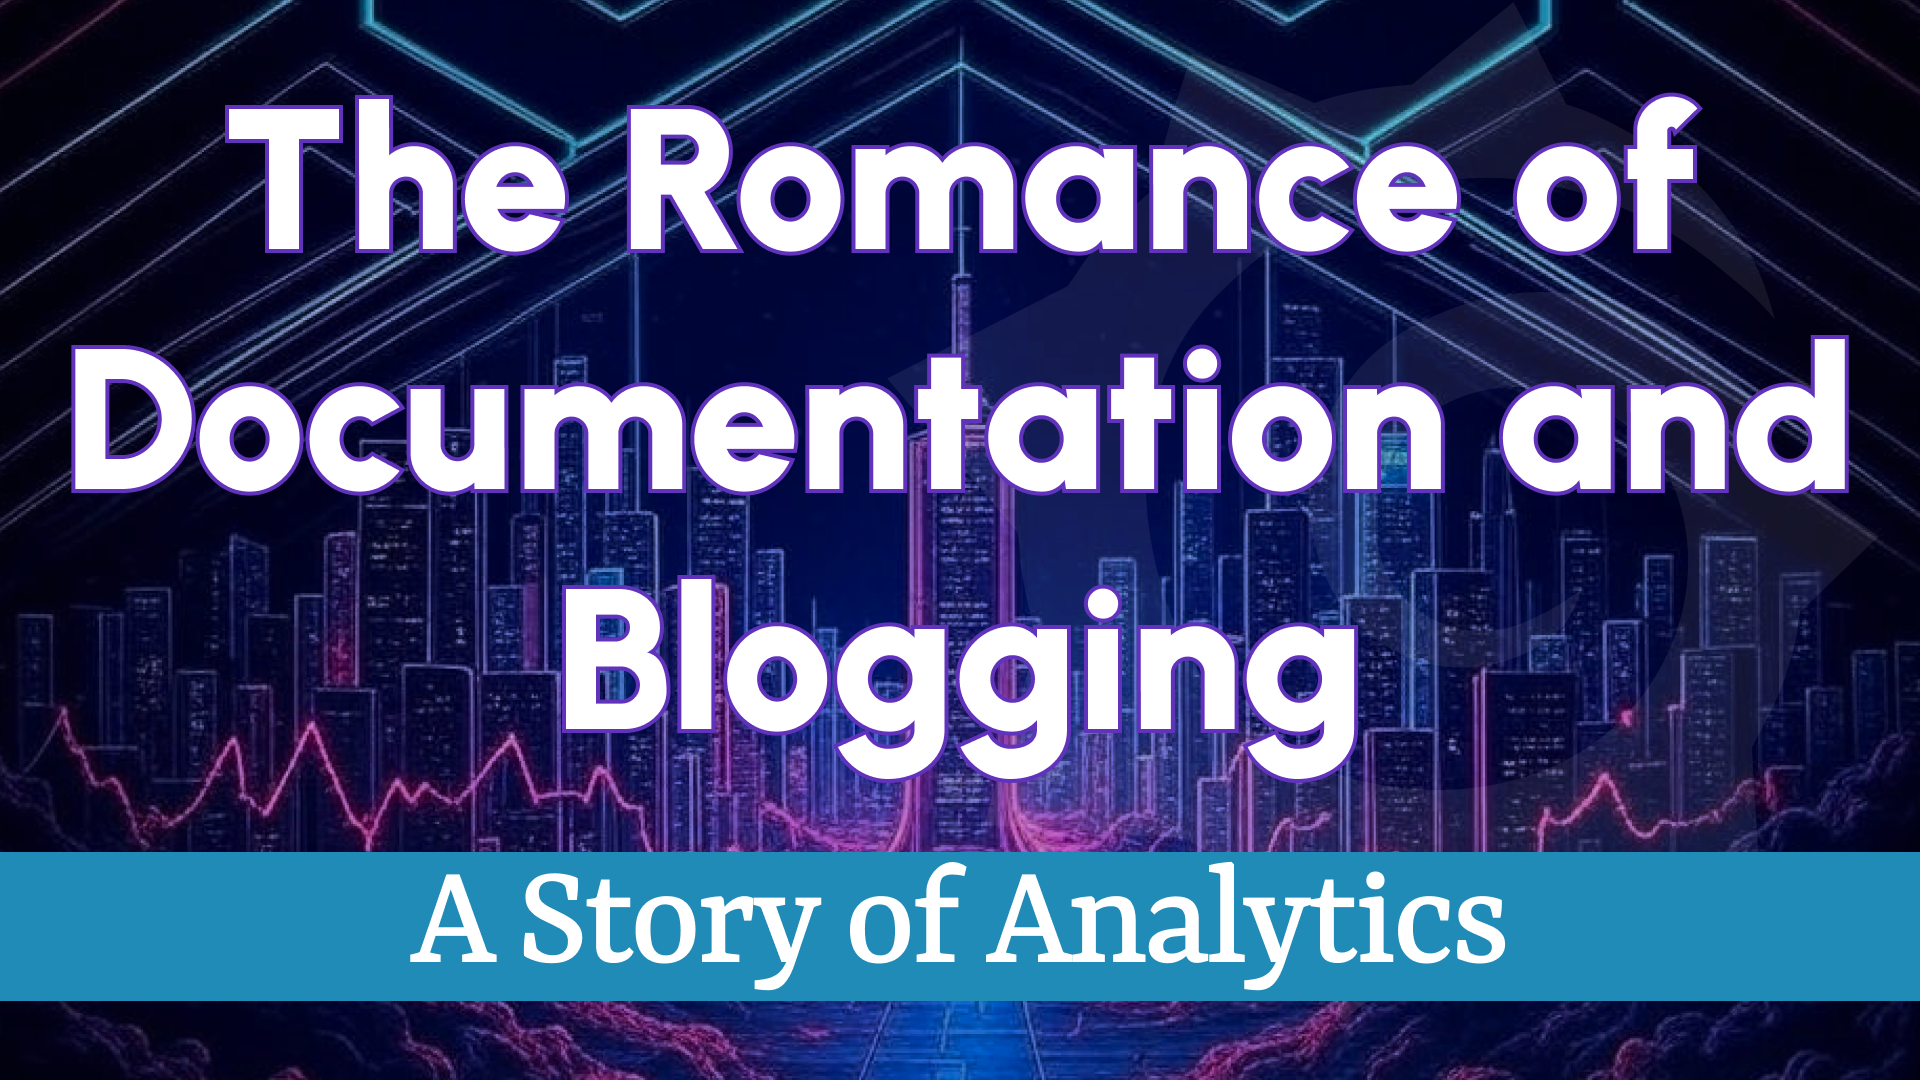 The Romance of
Documentation and
Blogging
A Story of Analytics